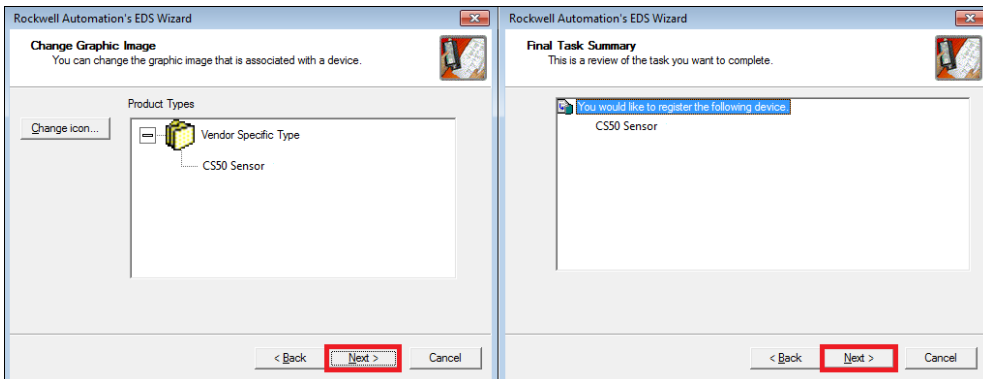 Rockwell Automation's EDS Wizard
Change Graphic Image
You can change the graphic image that is associated with a device.
Product Types
Change icon...
Vendor Specific Type
CS50 Sensor
< Back
Next >
Cancel
Rockwell Automation's EDS Wizard
Final Task Summary
This is a review of the task you want to complete.
You would like to register the following device.
CS50 Sensor
< Back
Next >
Cancel